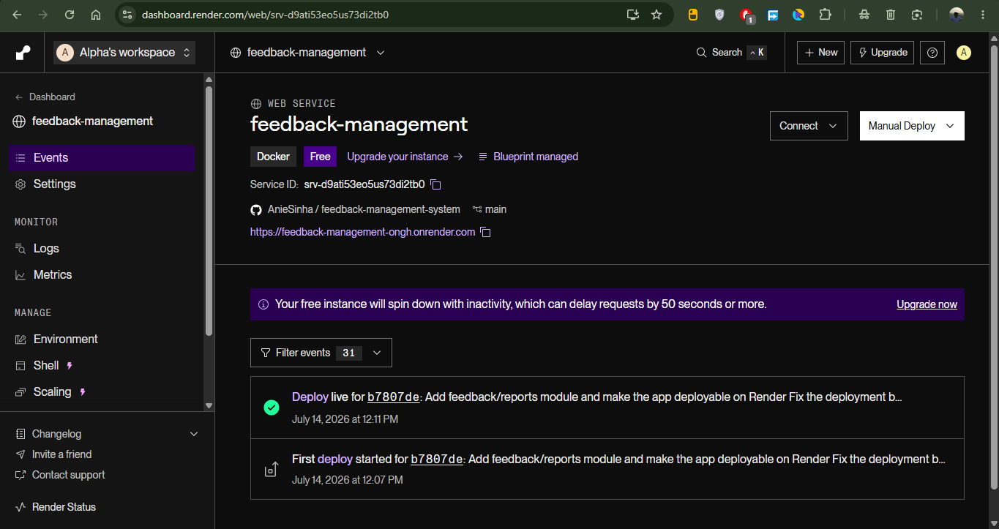 dashboard.render.com/web/srv-d9ati53eo5us73di2tb0
1
A Alpha's workspace
feedback-management
Search ^ K
+ New
Upgrade
A
← Dashboard
feedback-management
Events
Settings
MONITOR
Logs
Metrics
MANAGE
Environment
Shell
Scaling
Changelog
Invite a friend
Contact support
Render Status
WEB SERVICE
feedback-management
Connect
Manual Deploy
Docker Free Upgrade your instance → Blueprint managed
Service ID: srv-d9ati53eo5us73di2tb0
AnieSinha / feedback-management-system main
https://feedback-management-ongh.onrender.com
Your free instance will spin down with inactivity, which can delay requests by 50 seconds or more. Upgrade now
Filter events 31
Deploy live for b7807de: Add feedback/reports module and make the app deployable on Render Fix the deployment b...
July 14, 2026 at 12:11 PM
First deploy started for b7807de: Add feedback/reports module and make the app deployable on Render Fix the deployment b...
July 14, 2026 at 12:07 PM